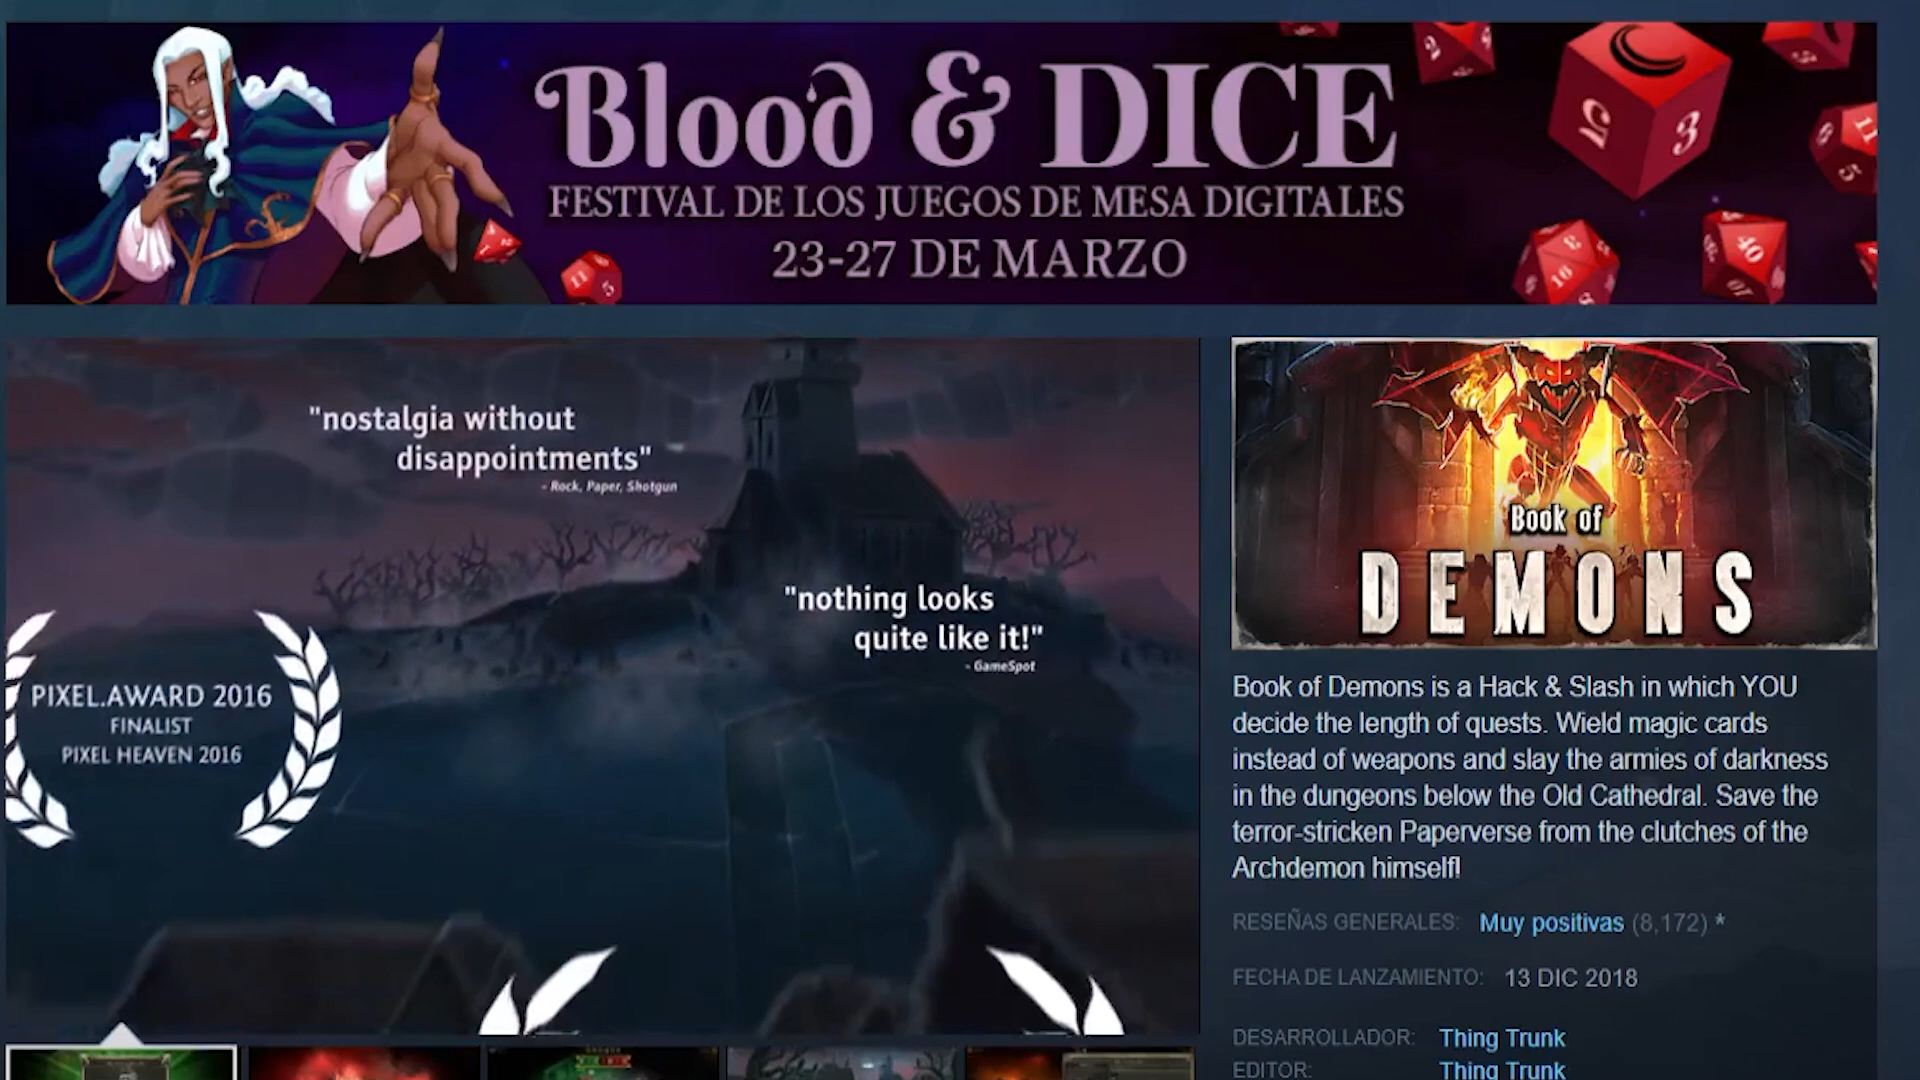 Blood & DICE
FESTIVAL DE LOS JUEGOS DE MESA DIGITALES
23-27 DE MARZO
"nostalgia without
disappointments"
- Rock, Paper, Shotgun
"nothing looks
quite like it!"
- GameSpot
PIXEL.AWARD 2016
FINALIST
PIXEL HEAVEN 2016
Book of
DEMONS
Book of Demons is a Hack & Slash in which YOU
decide the length of quests. Wield magic cards
instead of weapons and slay the armies of darkness
in the dungeons below the Old Cathedral. Save the
terror-stricken Paperverse from the clutches of the
Archdemon himself!
RESEÑAS GENERALES: Muy positivas (8,172) *
FECHA DE LANZAMIENTO: 13 DIC 2018
DESARROLLADOR: Thing Trunk
EDITOR: Thing Trunk